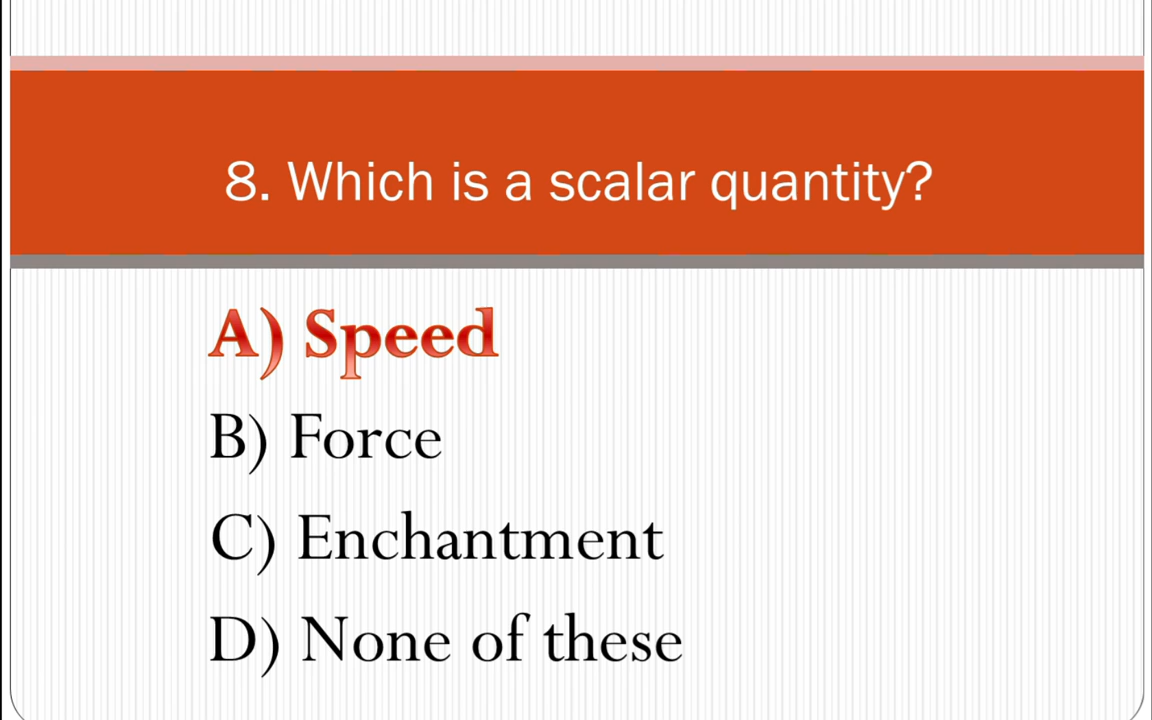 8. Which is a scalar quantity?
A) Speed
B) Force
C) Enchantment
D) None of these